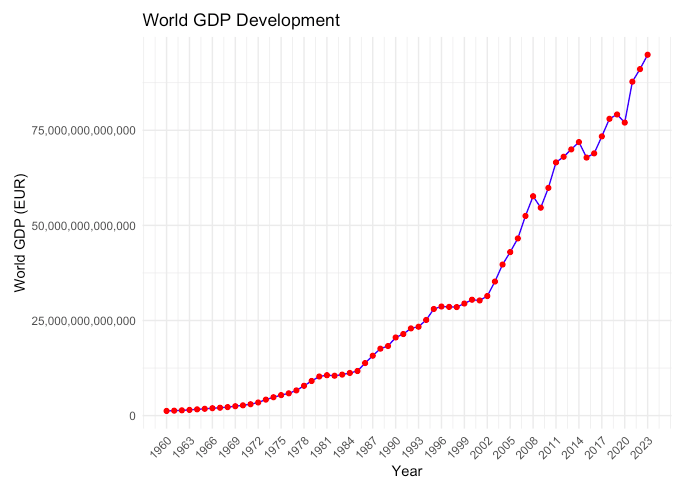 World GDP Development
World GDP (EUR)
75,000,000,000,000
50,000,000,000,000
25,000,000,000,000
0
1960 1963 1966 1969 1972 1975 1978 1981 1984 1987 1990 1993 1996 1999 2002 2005 2008 2011 2014 2017 2020 2023
Year